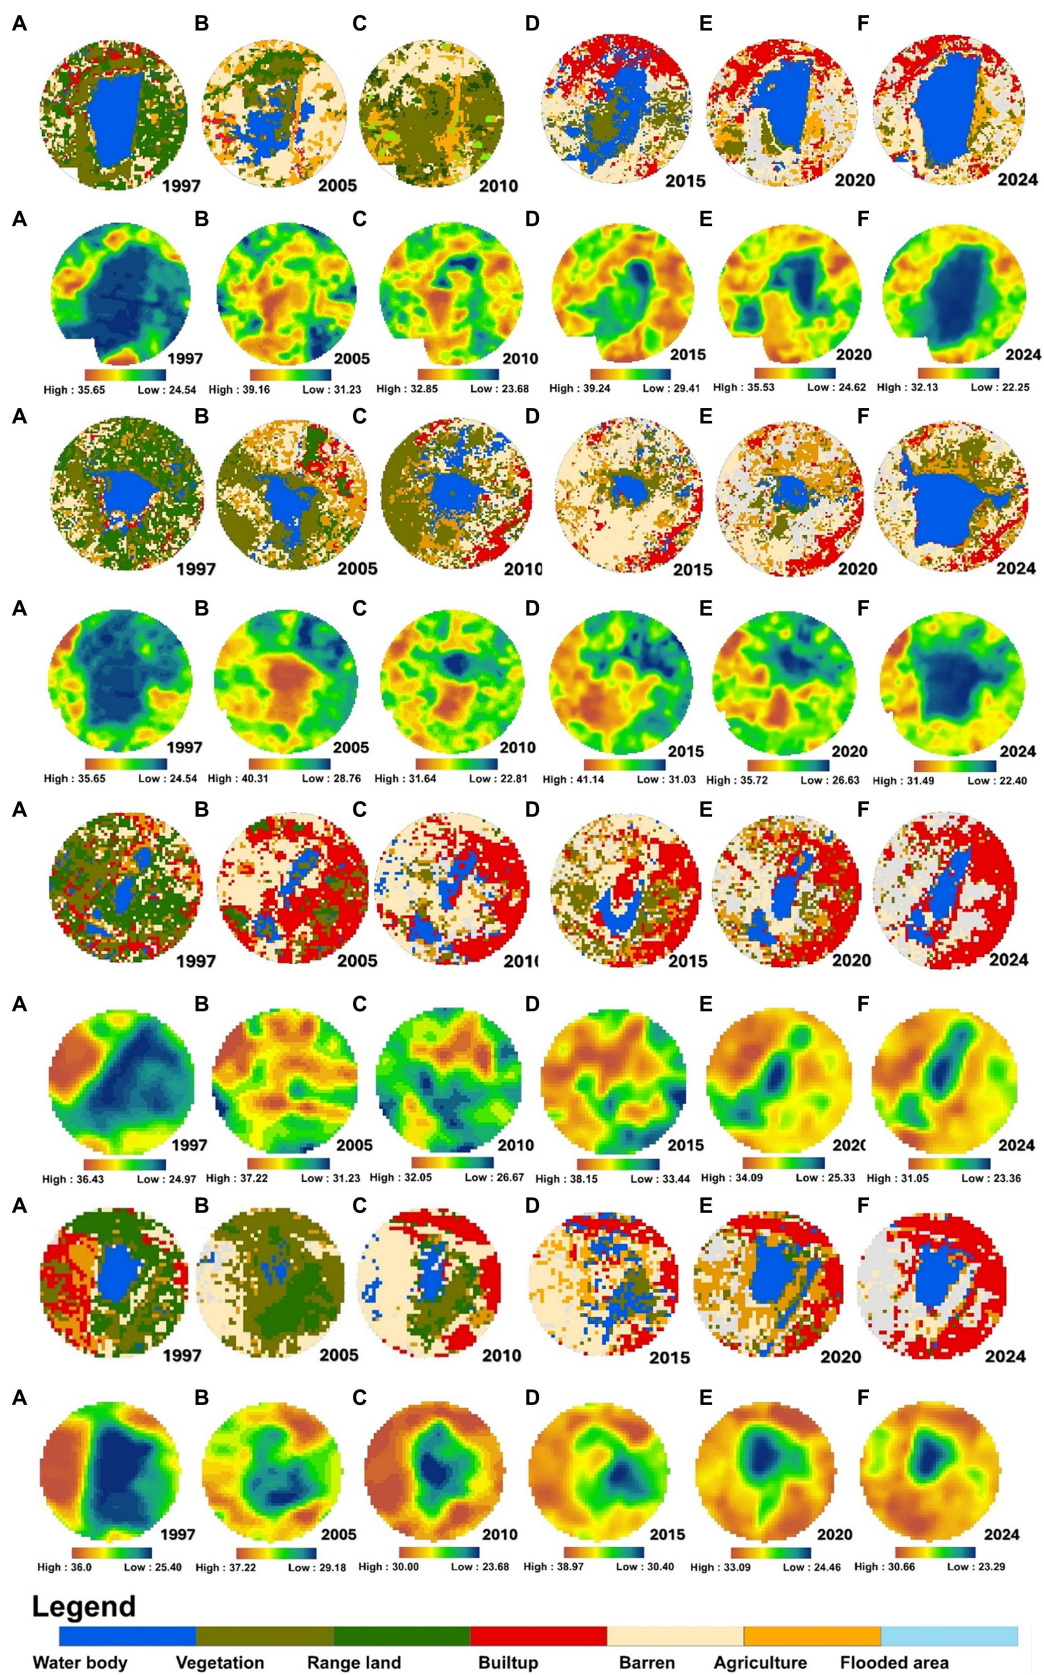 A B C D E F
1997 2005 2010 2015 2020 2024
A B C D E F
1997 2005 2010 2015 2020 2024
High : 35.65 Low : 24.54 High : 39.16 Low : 31.23 High : 32.85 Low : 23.68 High : 39.24 Low : 29.41 High : 35.53 Low : 24.62 High : 32.13 Low : 22.25
A B C D E F
1997 2005 2010 2015 2020 2024
A B C D E F
1997 2005 2010 2015 2020 2024
High : 35.65 Low : 24.54 High : 40.31 Low : 28.76 High : 31.64 Low : 22.81 High : 41.14 Low : 31.03 High : 35.72 Low : 26.63 High : 31.49 Low : 22.40
A B C D E F
1997 2005 2010 2015 2020 2024
A B C D E F
1997 2005 2010 2015 2020 2024
High : 36.43 Low : 24.97 High : 37.22 Low : 31.23 High : 32.05 Low : 26.67 High : 38.15 Low : 33.44 High : 34.09 Low : 25.33 High : 31.05 Low : 23.36
A B C D E F
1997 2005 2010 2015 2020 2024
A B C D E F
1997 2005 2010 2015 2020 2024
High : 36.0 Low : 25.40 High : 37.22 Low : 29.18 High : 30.00 Low : 23.68 High : 38.97 Low : 30.40 High : 33.09 Low : 24.46 High : 30.66 Low : 23.29
Legend
Water body Vegetation Range land Builtup Barren Agriculture Flooded area